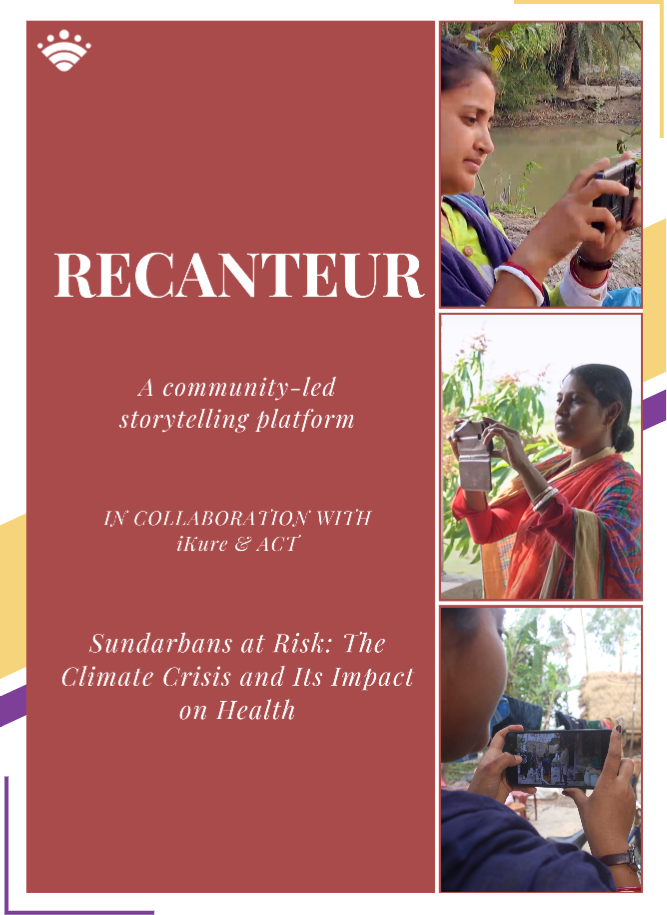 RECANTEUR
A community-led
storytelling platform
IN COLLABORATION WITH
iKure & ACT
Sundarbans at Risk: The
Climate Crisis and Its Impact
on Health